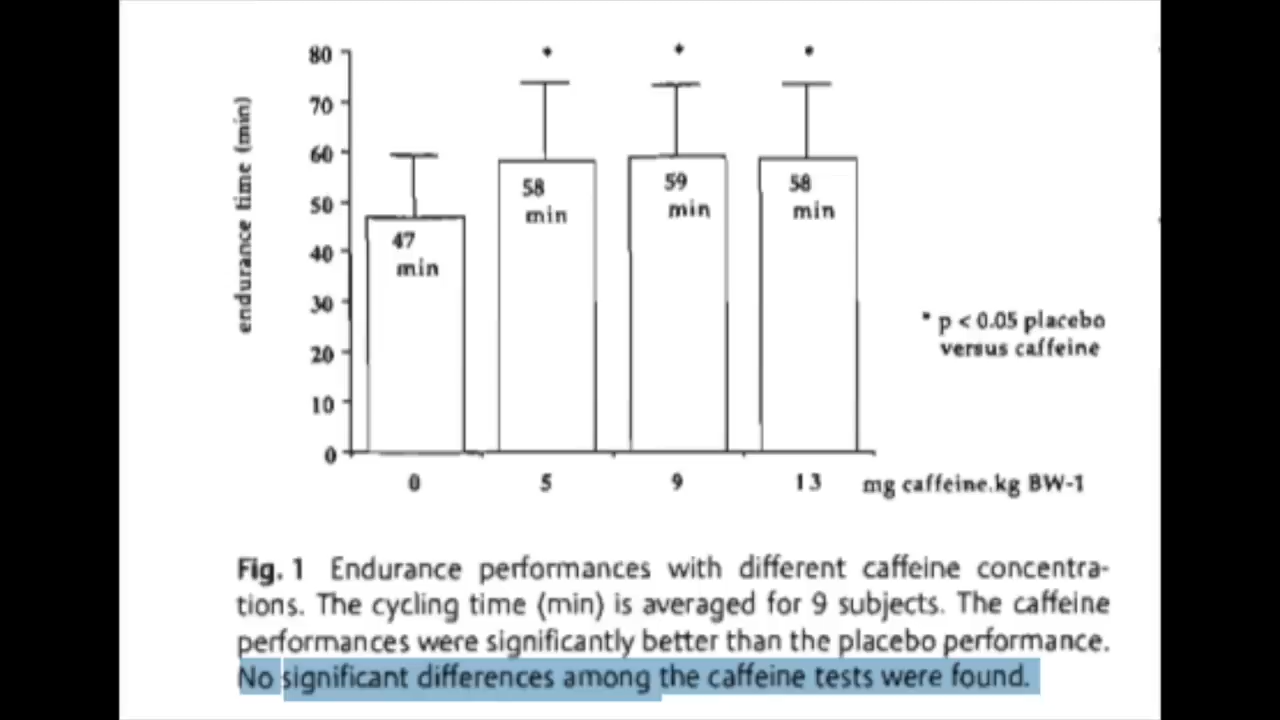 80
70
60
50
40
30
20
10
0
endurance time (min)
47
min
58
min
59
min
58
min
* p < 0.05 placebo
versus caffeine
0 5 9 13 mg caffeine.kg BW-1
Fig. 1 Endurance performances with different caffeine concentra-
tions. The cycling time (min) is averaged for 9 subjects. The caffeine
performances were significantly better than the placebo performance.
No significant differences among the caffeine tests were found.